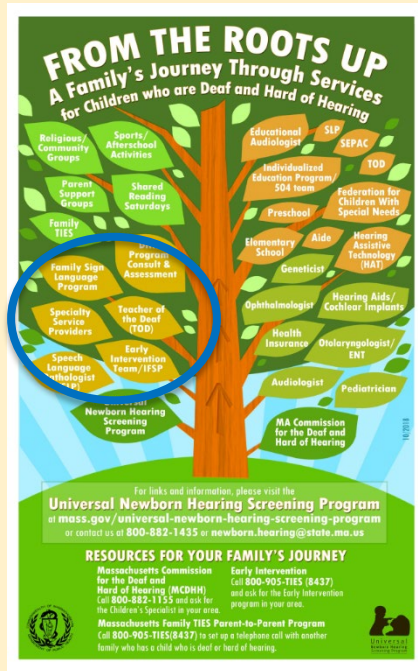 FROM THE ROOTS UP
A Family's Journey Through Services
for Children who are Deaf and Hard of Hearing
Religious/
Community
Groups
Sports/
Afterschool
Activities
Parent
Support
Groups
Shared
Reading
Saturdays
Family
TIES
Program
Consult &
Assessment
Family Sign
Language
Program
Specialty
Service
Providers
Teacher of
the Deaf
(TOD)
Speech
Language
Early
Intervention
Team/IFSP
Newborn Hearing
Screening
Program
Educational
Audiologist
SLP
SEPAC
TOD
Individualized
Education Program/
504 team
Federation for
Children With
Special Needs
Preschool
Elementary
School
Aide
Hearing
Assistive
Technology
(HAT)
Geneticist
Ophthalmologist
Hearing Aids/
Cochlear Implants
Health
Insurance
Otolaryngologist/
ENT
Audiologist
Pediatrician
MA Commission
for the Deaf and
Hard of Hearing
For links and information, please visit the
Universal Newborn Hearing Screening Program
at mass.gov/universal-newborn-hearing-screening-program
or contact us at 800-882-1435 or newborn.hearing@state.ma.us
RESOURCES FOR YOUR FAMILY'S JOURNEY
Massachusetts Commission
for the Deaf and
Hard of Hearing (MCDHH)
Call 800-882-1155 and ask for
the Children's Specialist in your area.
Early Intervention
Call 800-905-TIES (8437)
and ask for the Early Intervention
program in your area.
Massachusetts Family TIES Parent-to-Parent Program
Call 800-905-TIES(8437) to set up a telephone call with another
family who has a child who is deaf or hard of hearing.
Universal
Newborn Hearing
Screening Program